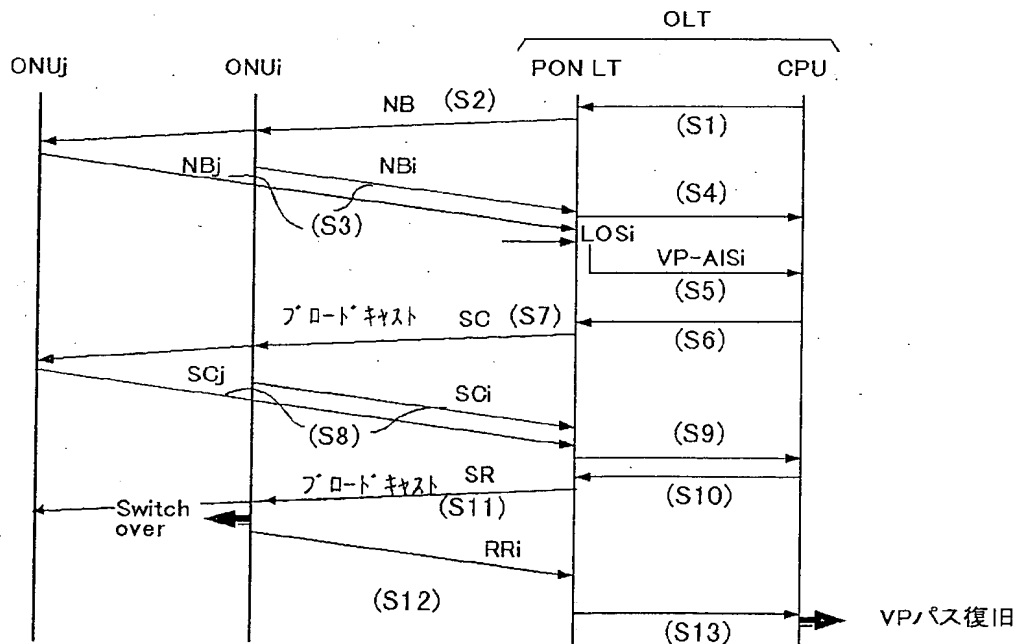 OLT
ONUj ONUi PON LT CPU
NB (S2)
(S1)
NBj NBi
(S4)
(S3)
LOSi
VP-AISi
(S5)
ブロードキャスト SC (S7)
(S6)
SCj
SCi
(S8)
(S9)
ブロードキャスト SR
(S10)
(S11)
Switch
over
RRi
(S12)
VPパス復旧
(S13)